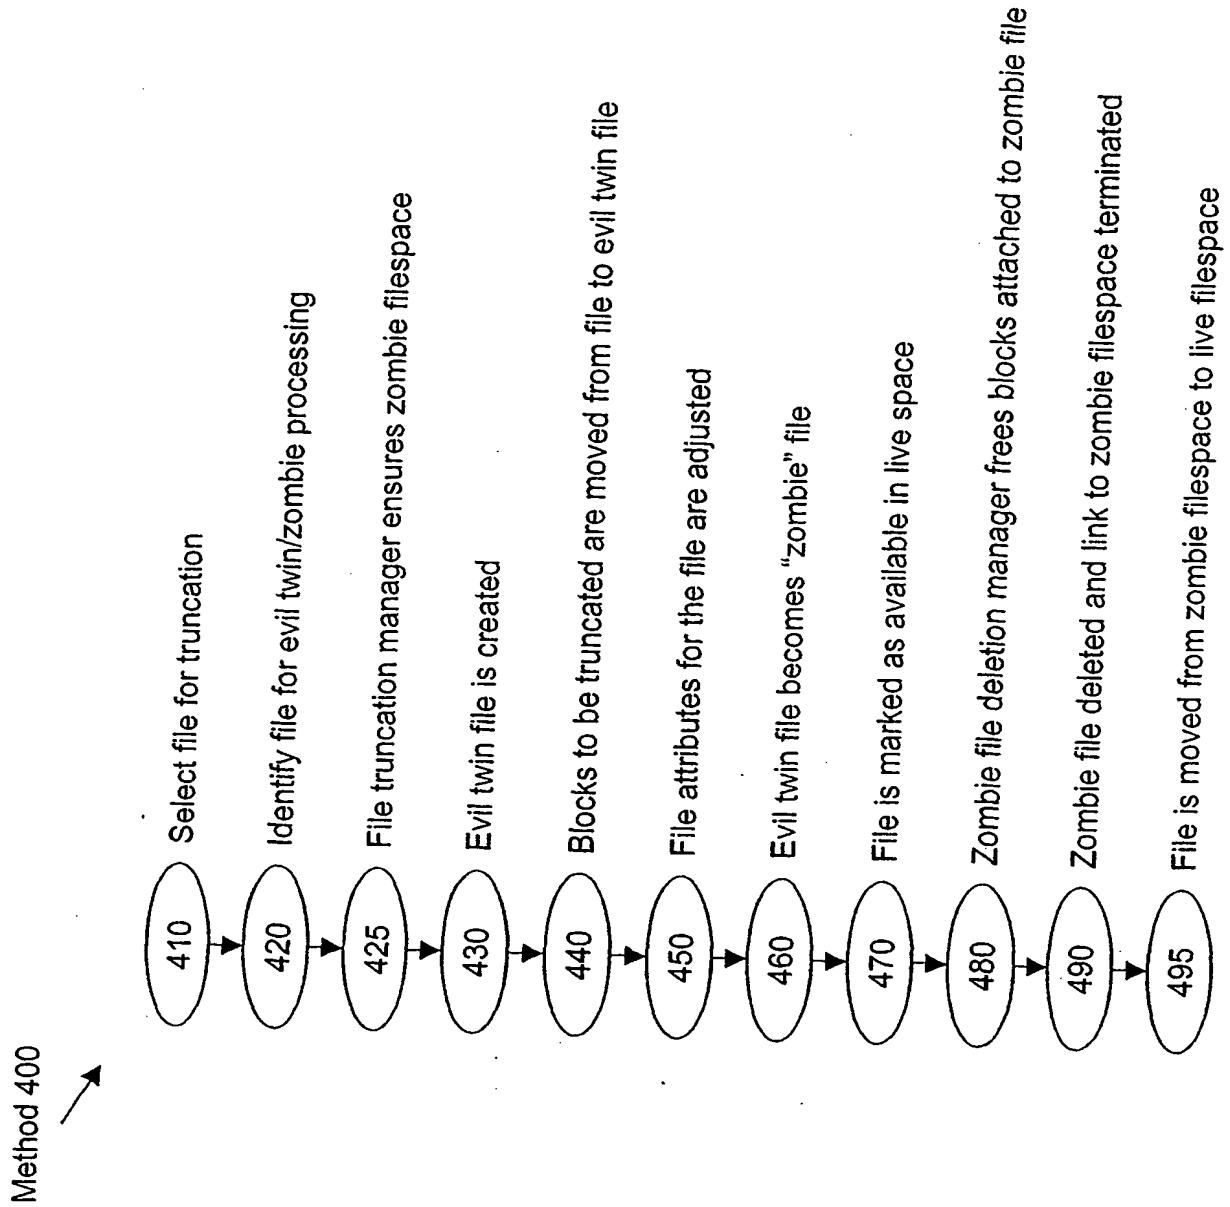 Method 400
410 Select file for truncation
420 Identify file for evil twin/zombie processing
425 File truncation manager ensures zombie filespace
430 Evil twin file is created
440 Blocks to be truncated are moved from file to evil twin file
450 File attributes for the file are adjusted
460 Evil twin file becomes “zombie” file
470 File is marked as available in live space
480 Zombie file deletion manager frees blocks attached to zombie file
490 Zombie file deleted and link to zombie filespace terminated
495 File is moved from zombie filespace to live filespace